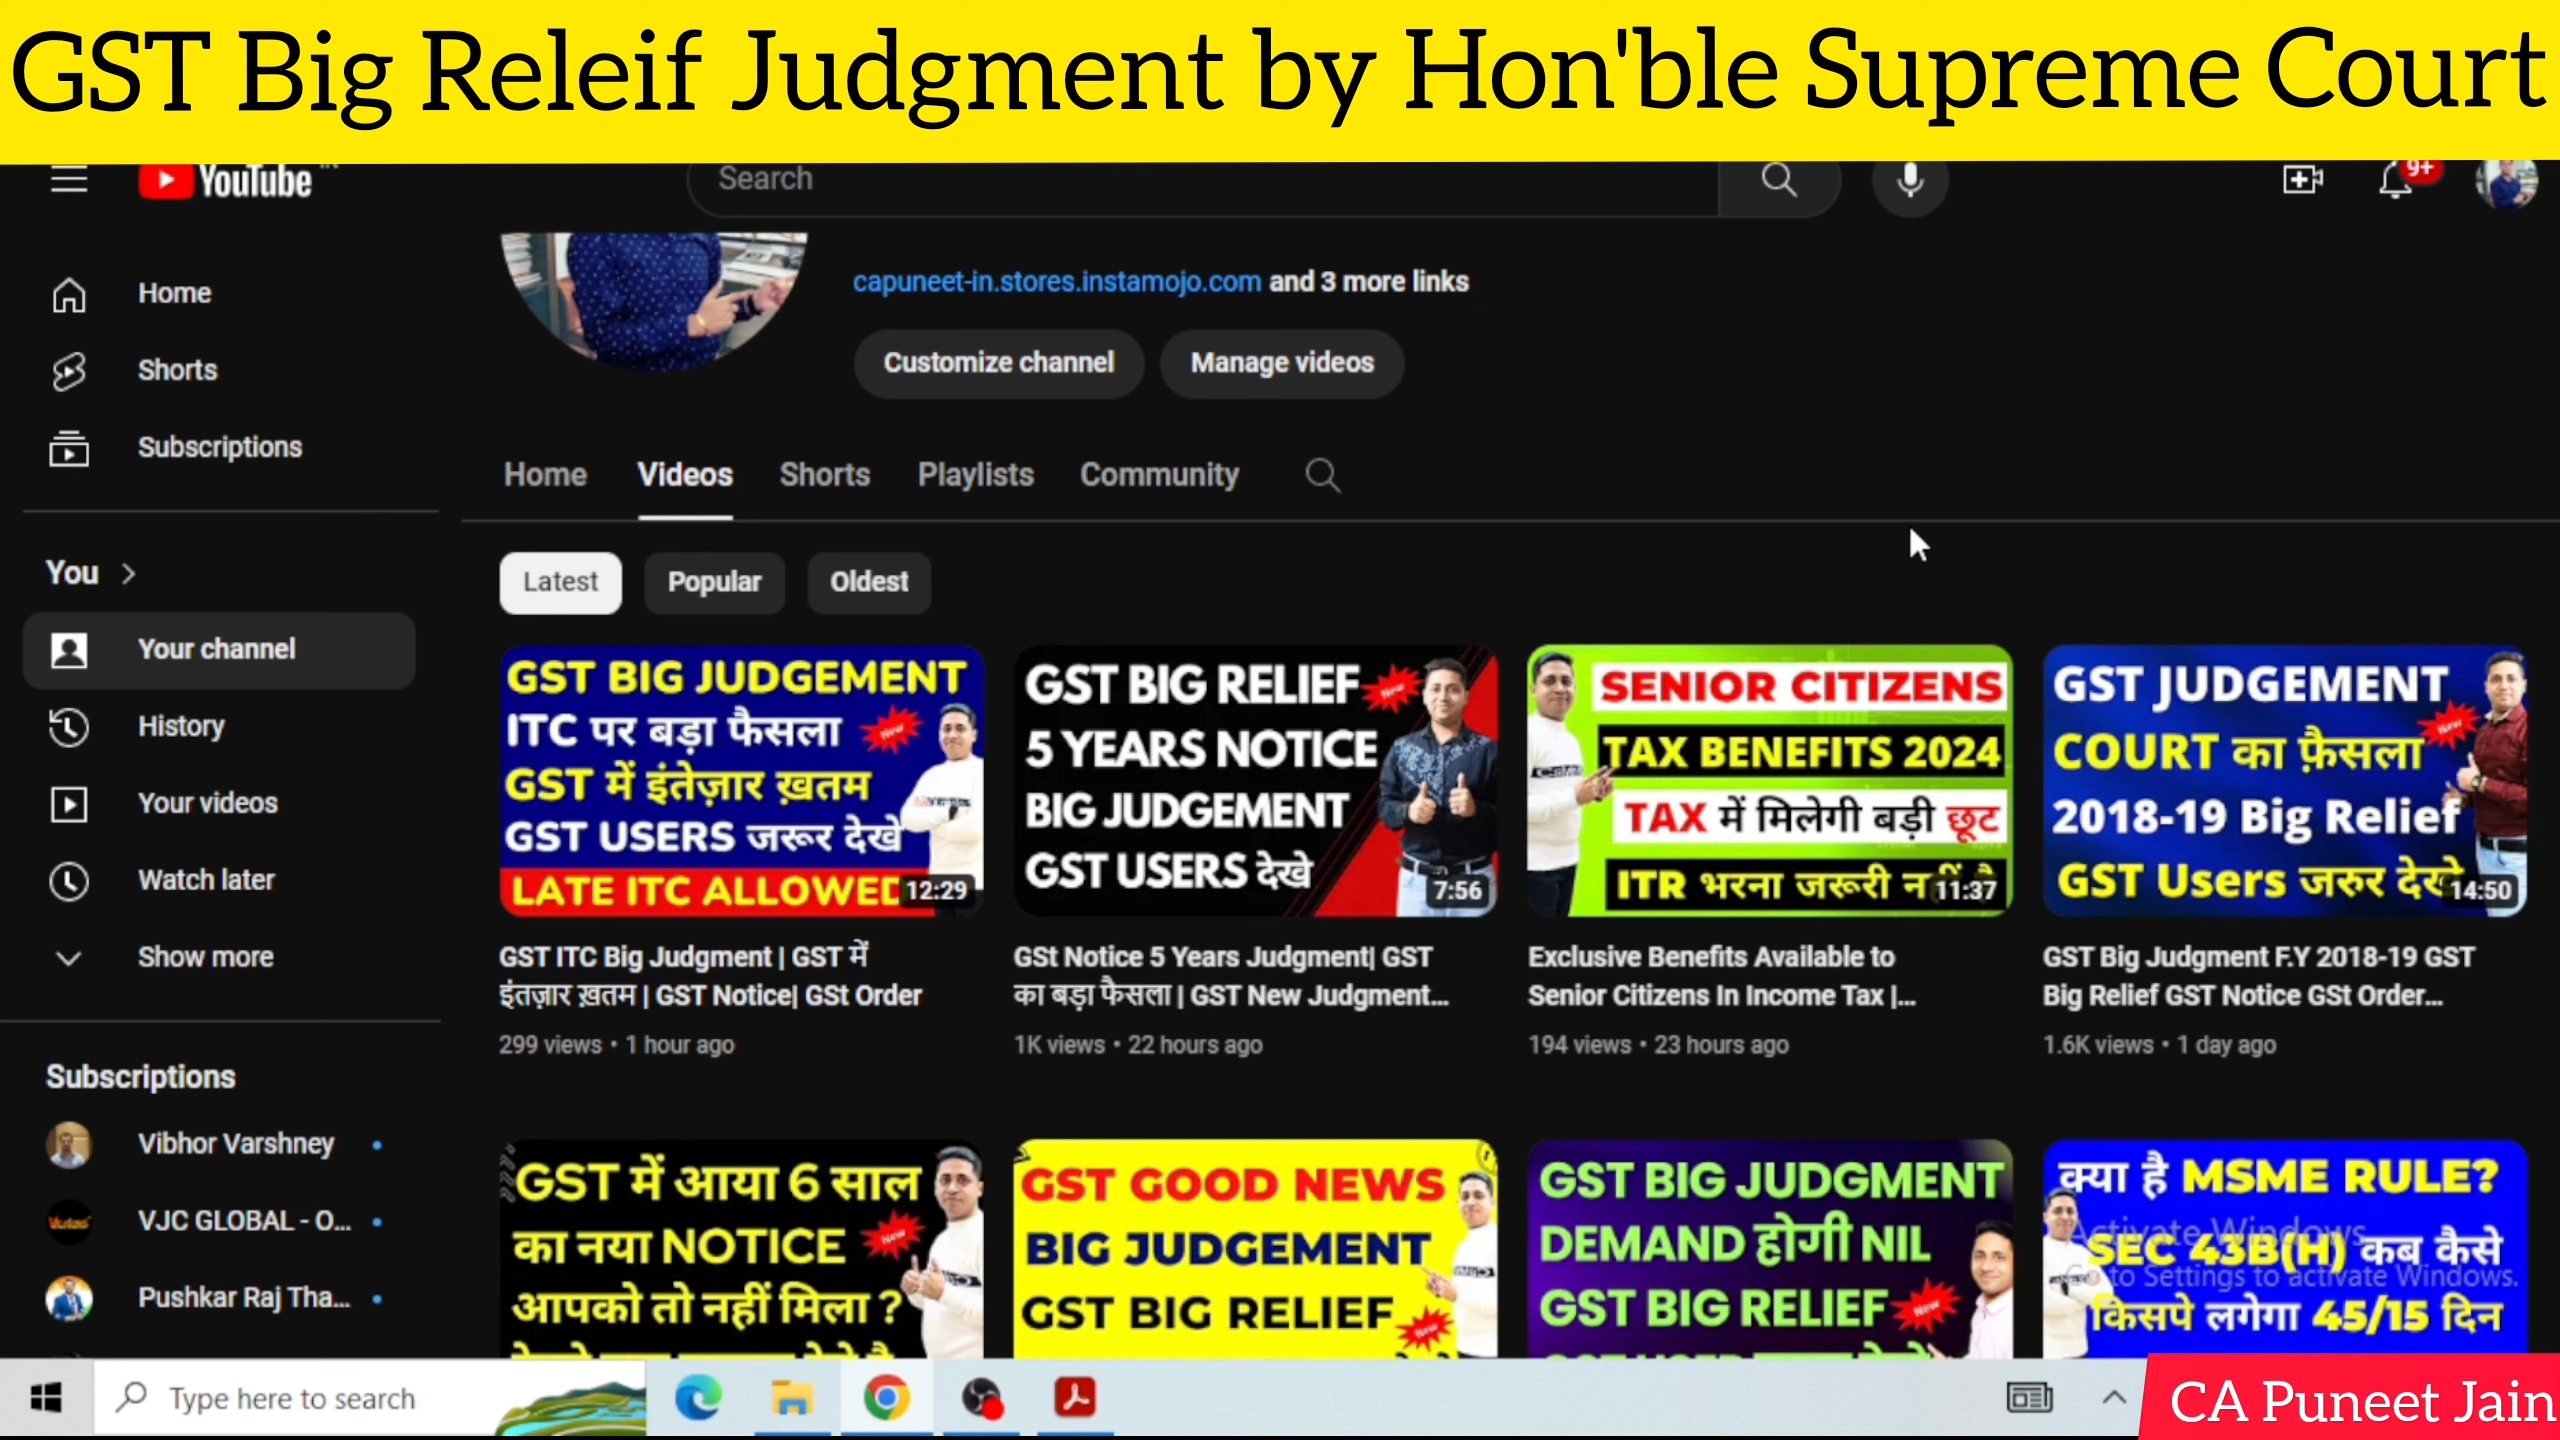 GST Big Releif Judgment by Hon'ble Supreme Court
YouTube
Search
9+
Home
Shorts
Subscriptions
You
Your channel
History
Your videos
Watch later
Show more
Subscriptions
Vibhor Varshney
VJC GLOBAL - O...
Pushkar Raj Tha...
capuneet-in.stores.instamojo.com and 3 more links
Customize channel
Manage videos
Home
Videos
Shorts
Playlists
Community
Latest
Popular
Oldest
GST BIG JUDGEMENT
ITC पर बड़ा फैसला
New
GST में इंतेज़ार ख़तम
GST USERS जरूर देखे
LATE ITC ALLOWED
12:29
GST ITC Big Judgment | GST में
इंतज़ार ख़तम | GST Notice| GSt Order
299 views • 1 hour ago
GST BIG RELIEF
New
5 YEARS NOTICE
BIG JUDGEMENT
GST USERS देखे
7:56
GSt Notice 5 Years Judgment| GST
का बड़ा फैसला | GST New Judgment...
1K views • 22 hours ago
SENIOR CITIZENS
TAX BENEFITS 2024
TAX में मिलेगी बड़ी छूट
ITR भरना जरूरी
11:37
Exclusive Benefits Available to
Senior Citizens In Income Tax |...
194 views • 23 hours ago
GST JUDGEMENT
COURT का फ़ैसला
New
2018-19 Big Relief
GST Users जरुर देखे
14:50
GST Big Judgment F.Y 2018-19 GST
Big Relief GST Notice GSt Order...
1.6K views • 1 day ago
GST में आया 6 साल
का नया NOTICE
New
आपको तो नहीं मिला ?
GST GOOD NEWS
BIG JUDGEMENT
GST BIG RELIEF
New
GST BIG JUDGMENT
DEMAND होगी NIL
GST BIG RELIEF
New
क्या है MSME RULE?
SEC 43B(H) कब कैसे
किसपे लगेगा 45/15 दिन
Activate Windows
Go to Settings to activate Windows.
Type here to search
CA Puneet Jain